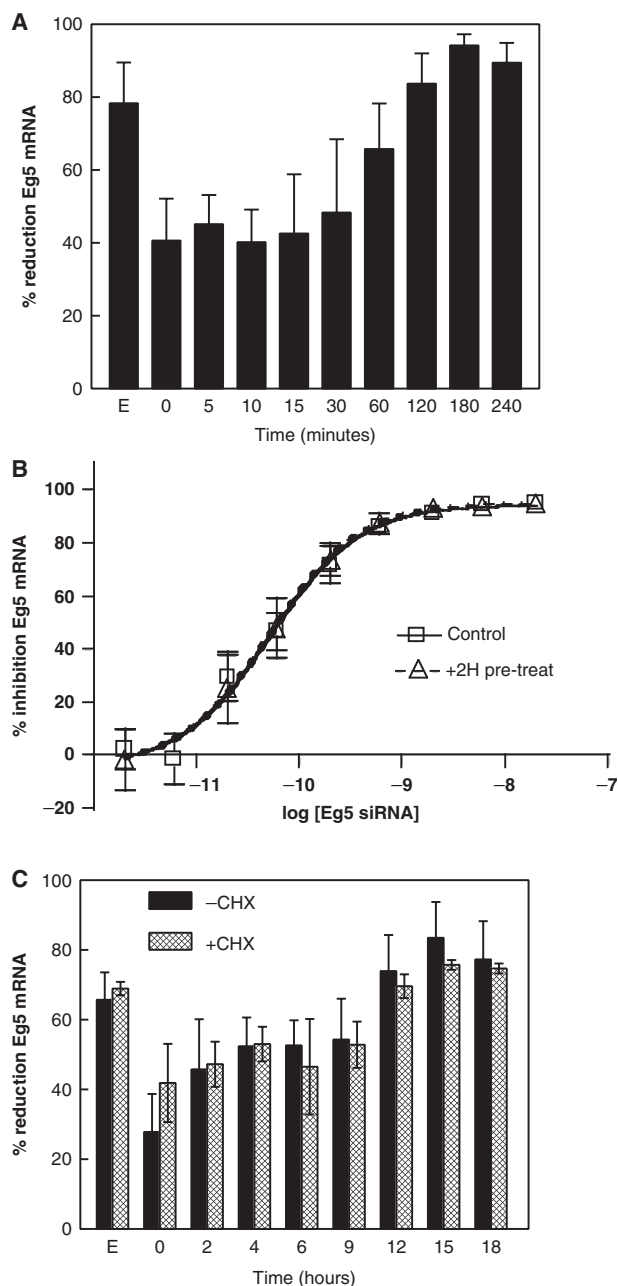 A
100
80
60
40
20
0
% reduction Eg5 mRNA
E 0 5 10 15 30 60 120 180 240
Time (minutes)
B
100
80
60
40
20
0
−20
% inhibition Eg5 mRNA
Control
+2H pre-treat
−11 −10 −9 −8 −7
log [Eg5 siRNA]
C
100
80
60
40
20
0
% reduction Eg5 mRNA
−CHX
+CHX
E 0 2 4 6 9 12 15 18
Time (hours)